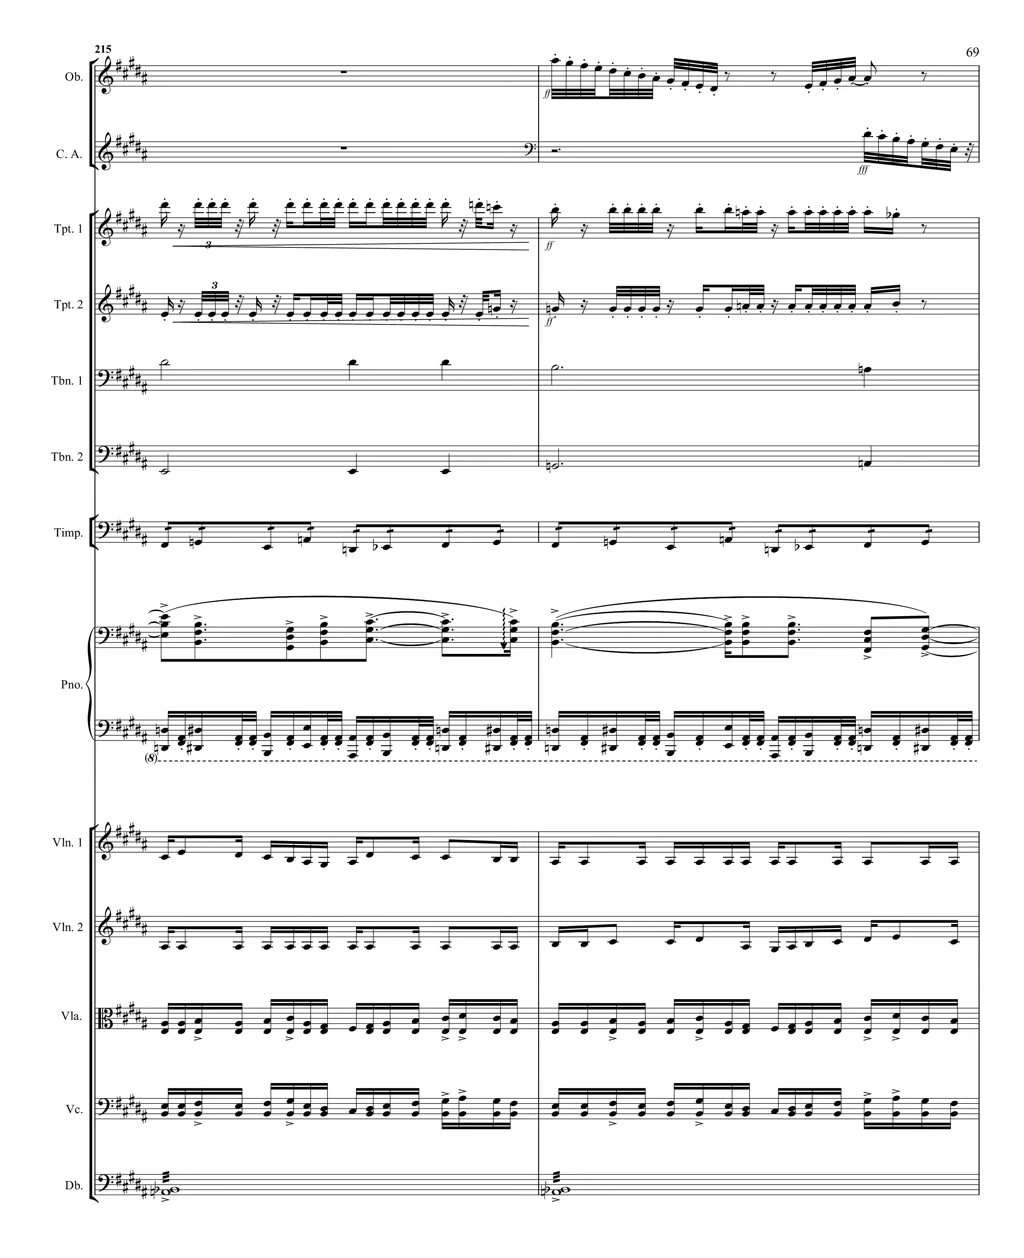 215
69
Ob.
ff
C. A.
fff
Tpt. 1
3
ff
Tpt. 2
3
ff
Tbn. 1
Tbn. 2
Timp.
Pno.
(8)
Vln. 1
Vln. 2
Vla.
Vc.
Db.